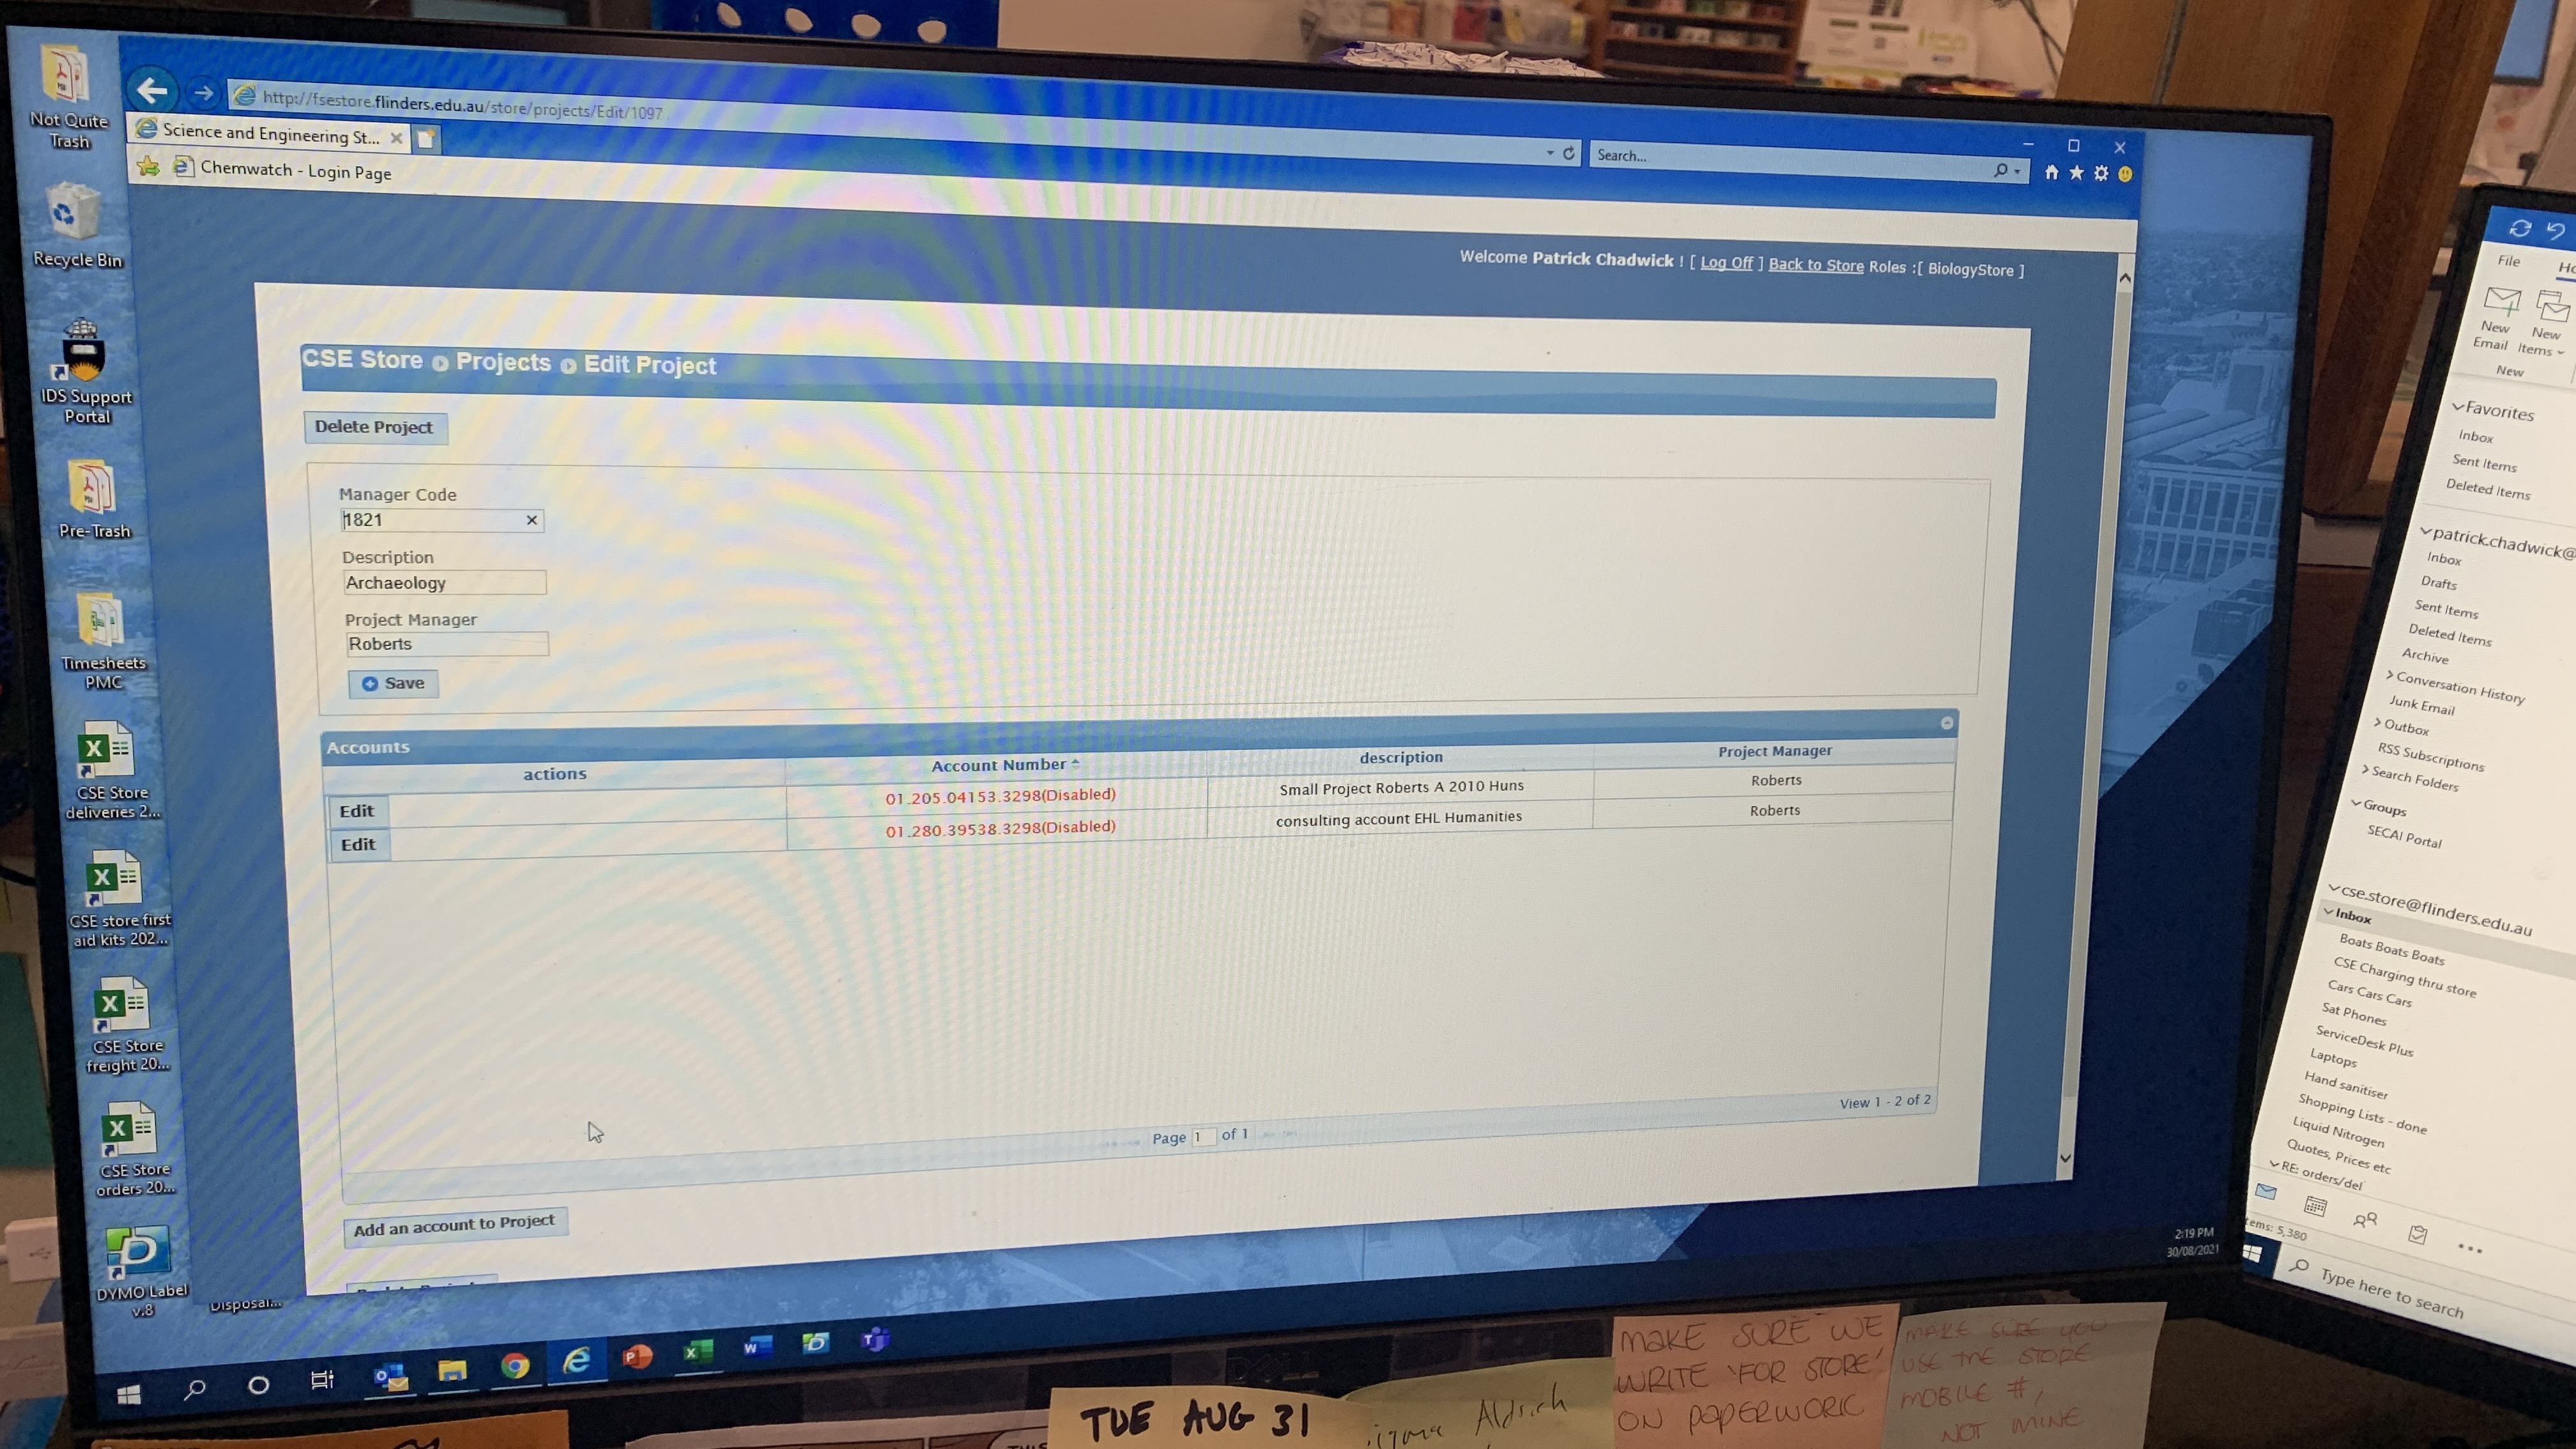 Not Quite
Trash
Recycle Bin
IDS Support
Portal
Pre-Trash
Timesheets
PMC
CSE Store
deliveries 2...
CSE store first
aid kits 202...
CSE Store
freight 20...
CSE Store
orders 20...
DYMO Label
v.8
Disposal...
http://fsestore.flinders.edu.au/store/projects/Edit/1097
Search...
Science and Engineering St...
Chemwatch - Login Page
Welcome Patrick Chadwick ! [ Log Off ] Back to Store Roles :[ BiologyStore ]
CSE Store Projects Edit Project
Delete Project
Manager Code
1821
Description
Archaeology
Project Manager
Roberts
Save
Accounts
actions Account Number description Project Manager
Edit 01.205.04153.3298(Disabled) Small Project Roberts A 2010 Huns Roberts
Edit 01.280.39538.3298(Disabled) consulting account EHL Humanities Roberts
Page 1 of 1
View 1 - 2 of 2
Add an account to Project
2:19 PM
30/08/2021
File
New
Email
New
Items
New
Favorites
Inbox
Sent Items
Deleted Items
patrick.chadwick@
Inbox
Drafts
Sent Items
Deleted Items
Archive
Conversation History
Junk Email
Outbox
RSS Subscriptions
Search Folders
Groups
SECAI Portal
cse.store@flinders.edu.au
Inbox
Boats Boats Boats
CSE Charging thru store
Cars Cars Cars
Sat Phones
ServiceDesk Plus
Laptops
Hand sanitiser
Shopping Lists - done
Liquid Nitrogen
Quotes, Prices etc
RE: orders/del
5,380
Type here to search
DELL
TUE AUG 31
Aldrich
MAKE SURE WE
WRITE 'FOR STORE'
ON PAPERWORK
MAKE SURE YOU
USE THE STORE
MOBILE #,
NOT MINE